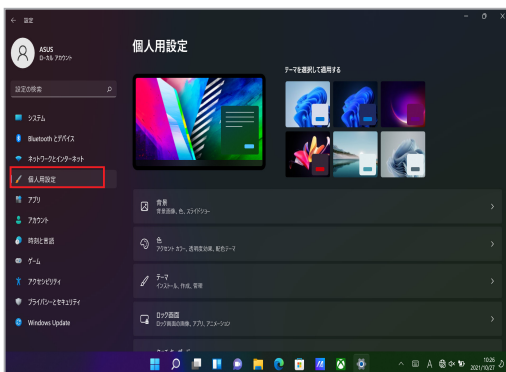 ← 設定
ASUS
ローカル アカウント
設定の検索
システム
Bluetooth とデバイス
ネットワークとインターネット
個人用設定
アプリ
アカウント
時刻と言語
ゲーム
アクセシビリティ
プライバシーとセキュリティ
Windows Update
個人用設定
テーマを選択して適用する
背景
背景画像、色、スライドショー
色
アクセント カラー、透明度効果、配色テーマ
テーマ
インストール、作成、管理
ロック画面
ロック画面の画像、アプリ、アニメーション
A
10:26
2021/10/27